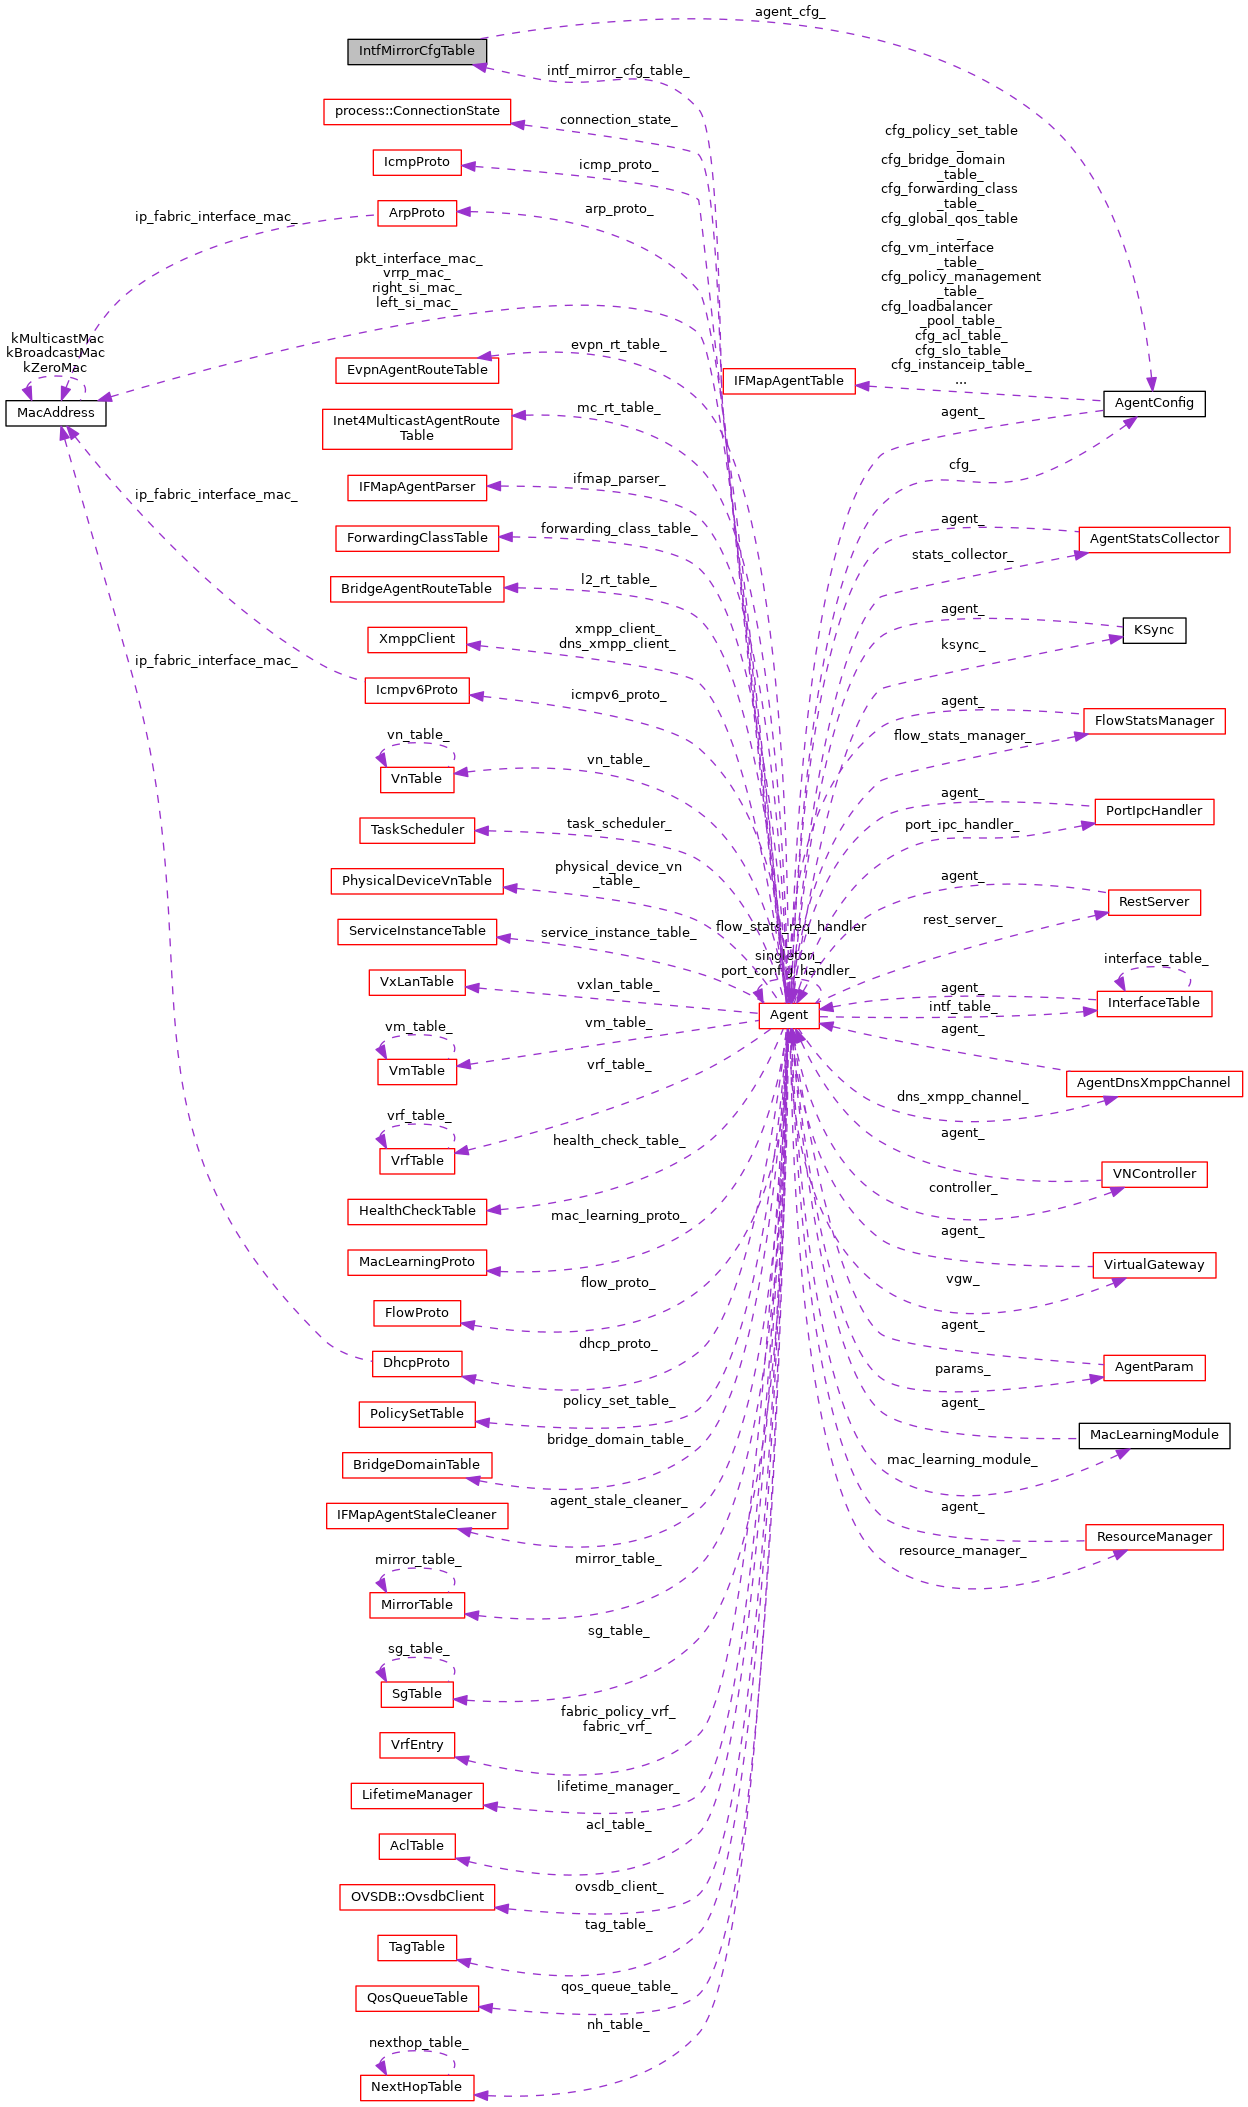 agent_cfg_
IntfMirrorCfgTable
intf_mirror_cfg_table_
process::ConnectionState
connection_state_
IcmpProto
icmp_proto_
ArpProto
arp_proto_
ip_fabric_interface_mac_
pkt_interface_mac_
vrrp_mac_
right_si_mac_
left_si_mac_
cfg_policy_set_table
_
cfg_bridge_domain
_table_
cfg_forwarding_class
_table_
cfg_global_qos_table
_
cfg_vm_interface
_table_
cfg_policy_management
_table_
cfg_loadbalancer
_pool_table_
cfg_acl_table_
cfg_slo_table_
cfg_instanceip_table_
...
kMulticastMac
kBroadcastMac
kZeroMac
MacAddress
EvpnAgentRouteTable
evpn_rt_table_
IFMapAgentTable
AgentConfig
Inet4MulticastAgentRoute
Table
mc_rt_table_
agent_
cfg_
IFMapAgentParser
ifmap_parser_
ip_fabric_interface_mac_
ForwardingClassTable
forwarding_class_table_
agent_
AgentStatsCollector
stats_collector_
BridgeAgentRouteTable
l2_rt_table_
XmppClient
xmpp_client_
dns_xmpp_client_
agent_
KSync
ksync_
ip_fabric_interface_mac_
Icmpv6Proto
icmpv6_proto_
agent_
FlowStatsManager
flow_stats_manager_
vn_table_
VnTable
vn_table_
agent_
PortIpcHandler
port_ipc_handler_
TaskScheduler
task_scheduler_
PhysicalDeviceVnTable
physical_device_vn
_table_
agent_
RestServer
rest_server_
ServiceInstanceTable
service_instance_table_
flow_stats_req_handler
_
singleton_
port_config_handler_
interface_table_
VxLanTable
vxlan_table_
Agent
agent_
intf_table_
InterfaceTable
vm_table_
VmTable
vm_table_
agent_
AgentDnsXmppChannel
dns_xmpp_channel_
vrf_table_
vrf_table_
VrfTable
health_check_table_
agent_
VNController
controller_
HealthCheckTable
MacLearningProto
mac_learning_proto_
agent_
VirtualGateway
vgw_
FlowProto
flow_proto_
DhcpProto
dhcp_proto_
agent_
AgentParam
params_
PolicySetTable
policy_set_table_
agent_
MacLearningModule
mac_learning_module_
BridgeDomainTable
bridge_domain_table_
IFMapAgentStaleCleaner
agent_stale_cleaner_
agent_
ResourceManager
resource_manager_
mirror_table_
MirrorTable
mirror_table_
sg_table_
SgTable
sg_table_
VrfEntry
fabric_policy_vrf_
fabric_vrf_
LifetimeManager
lifetime_manager_
AclTable
acl_table_
OVSDB::OvsdbClient
ovsdb_client_
TagTable
tag_table_
QosQueueTable
qos_queue_table_
nexthop_table_
NextHopTable
nh_table_